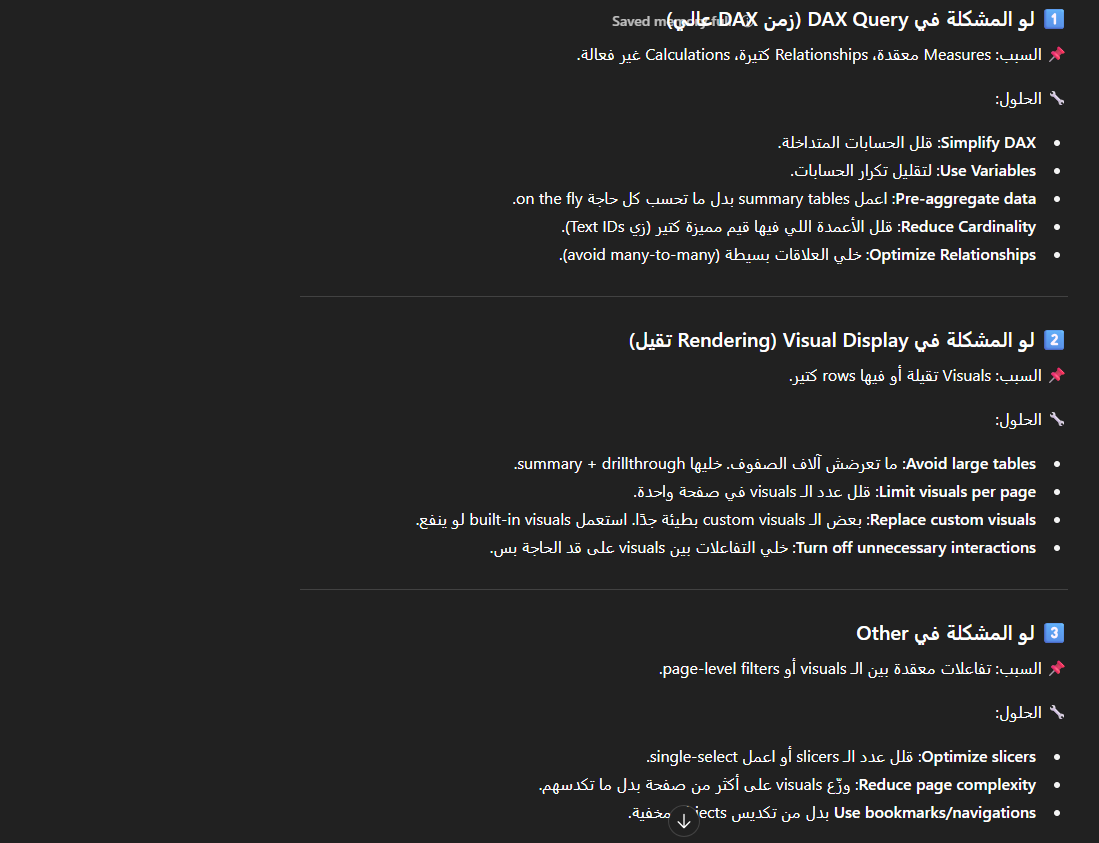 1️⃣ لو المشكلة في DAX Query (زمن DAX عالي)
Saved memory full
📌 السبب: Measures معقدة، Relationships كتيرة، Calculations غير فعالة.
🔧 الحلول:
• Simplify DAX: قلل الحسابات المتداخلة.
• Use Variables: لتقليل تكرار الحسابات.
• Pre-aggregate data: اعمل summary tables بدل ما تحسب كل حاجة on the fly.
• Reduce Cardinality: قلل الأعمدة اللي فيها قيم مميزة كتير (زي Text IDs).
• Optimize Relationships: خلي العلاقات بسيطة (avoid many-to-many).
2️⃣ لو المشكلة في Visual Display (Rendering تقيل)
📌 السبب: Visuals تقيلة أو فيها rows كتير.
🔧 الحلول:
• Avoid large tables: ما تعرضش آلاف الصفوف. خليها summary + drillthrough.
• Limit visuals per page: قلل عدد الـ visuals في صفحة واحدة.
• Replace custom visuals: بعض الـ custom visuals بطيئة جدًا. استعمل built-in visuals لو ينفع.
• Turn off unnecessary interactions: خلي التفاعلات بين visuals على قد الحاجة بس.
3️⃣ لو المشكلة في Other
📌 السبب: تفاعلات معقدة بين الـ visuals أو page-level filters.
🔧 الحلول:
• Optimize slicers: قلل عدد الـ slicers أو اعمل single-select.
• Reduce page complexity: وزّع visuals على أكثر من صفحة بدل ما تكدسهم.
• Use bookmarks/navigations بدل من تكديس مخفية.